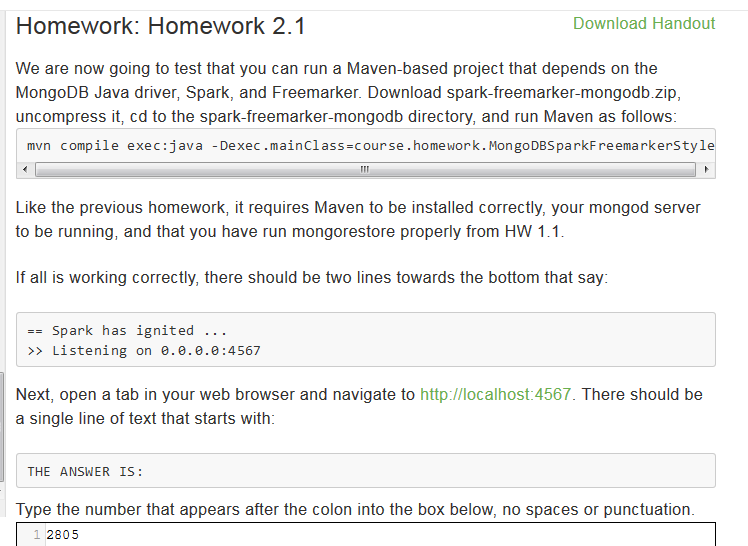 Homework: Homework 2.1
Download Handout
We are now going to test that you can run a Maven-based project that depends on the
MongoDB Java driver, Spark, and Freemarker. Download spark-freemarker-mongodb.zip,
uncompress it, cd to the spark-freemarker-mongodb directory, and run Maven as follows:
mvn compile exec:java -Dexec.mainClass=course.homework.MongoDBSparkFreemarkerStyle
Like the previous homework, it requires Maven to be installed correctly, your mongod server
to be running, and that you have run mongorestore properly from HW 1.1.
If all is working correctly, there should be two lines towards the bottom that say:
== Spark has ignited ...
>> Listening on 0.0.0.0:4567
Next, open a tab in your web browser and navigate to http://localhost:4567. There should be
a single line of text that starts with:
THE ANSWER IS:
Type the number that appears after the colon into the box below, no spaces or punctuation.
1 2805